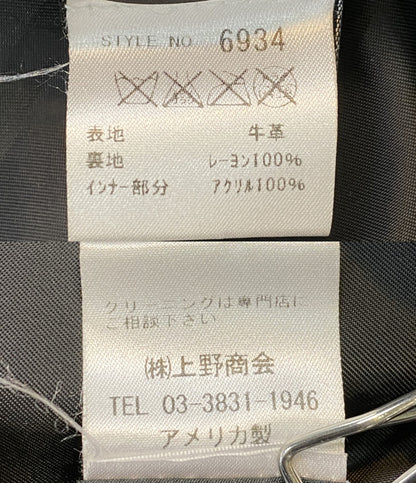 STYLE NO 6934
表地 牛革
裏地 レーヨン100%
インナー部分 アクリル100%
クリーニングは専門店に
ご相談下さい
㈱上野商会
TEL 03-3831-1946
アメリカ製